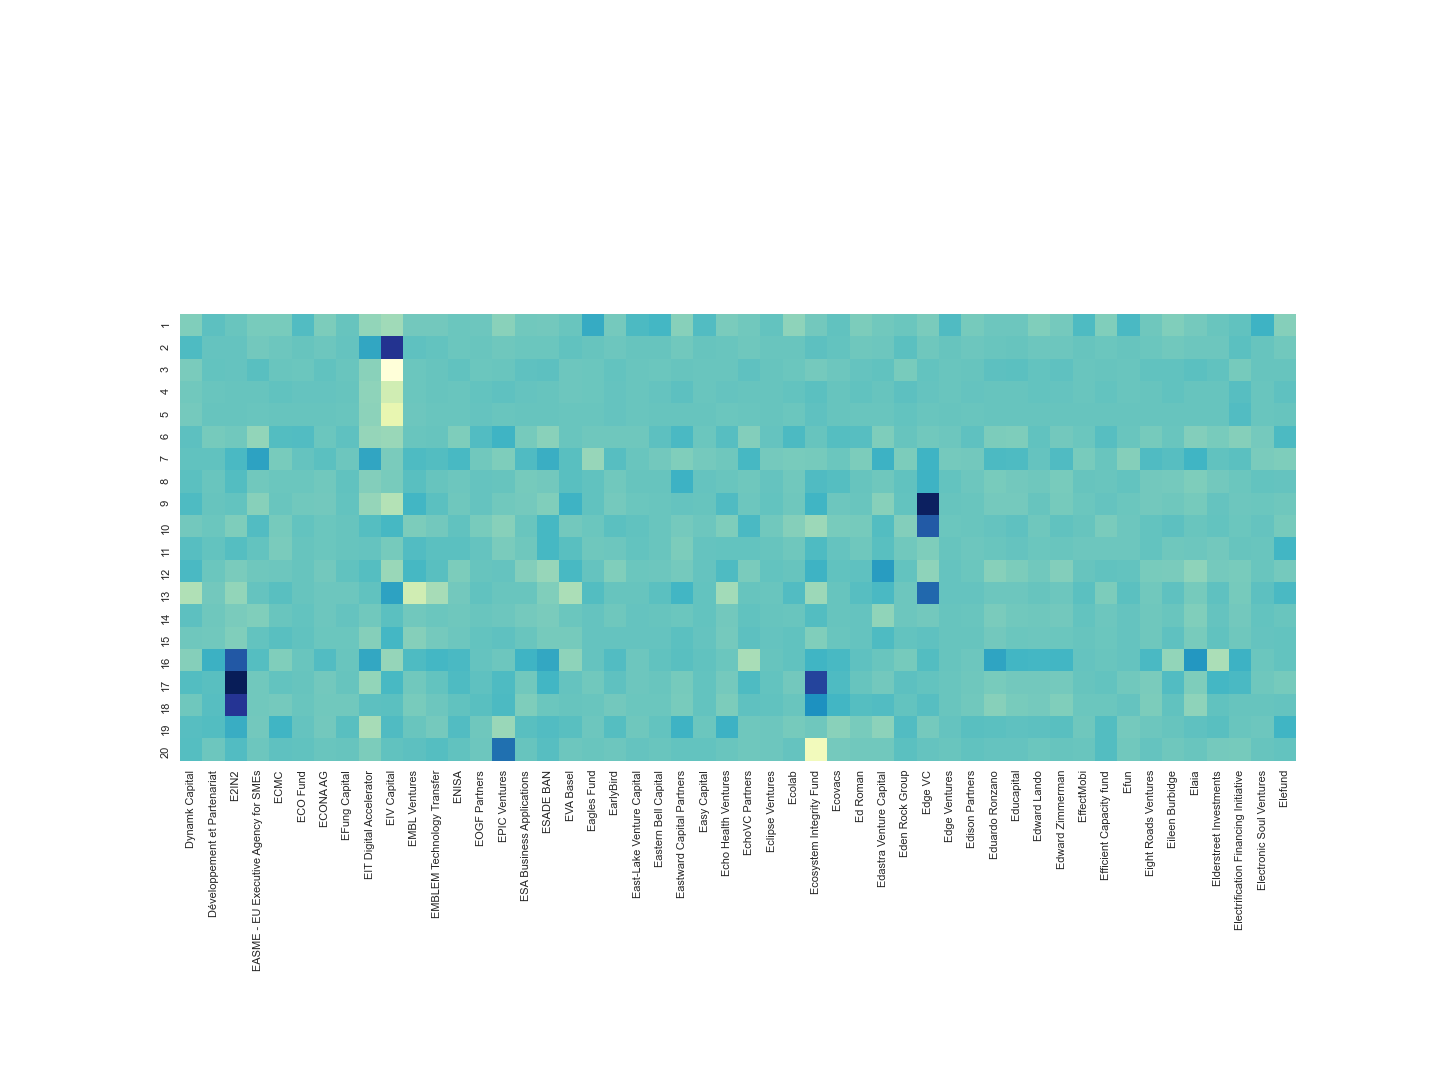 1
2
3
4
5
6
7
8
9
10
11
12
13
14
15
16
17
18
19
20
Dynamk Capital
Développement et Partenariat
E2IN2
EASME - EU Executive Agency for SMEs
ECMC
ECO Fund
ECONA AG
EFung Capital
EIT Digital Accelerator
EIV Capital
EMBL Ventures
EMBLEM Technology Transfer
ENISA
EOGF Partners
EPIC Ventures
ESA Business Applications
ESADE BAN
EVA Basel
Eagles Fund
EarlyBird
East-Lake Venture Capital
Eastern Bell Capital
Eastward Capital Partners
Easy Capital
Echo Health Ventures
EchoVC Partners
Eclipse Ventures
Ecolab
Ecosystem Integrity Fund
Ecovacs
Ed Roman
Edastra Venture Capital
Eden Rock Group
Edge VC
Edge Ventures
Edison Partners
Eduardo Ronzano
Educapital
Edward Lando
Edward Zimmerman
EffectMobi
Efficient Capacity fund
Efun
Eight Roads Ventures
Eileen Burbidge
Elaia
Elderstreet Investments
Electrification Financing Initiative
Electronic Soul Ventures
Elefund